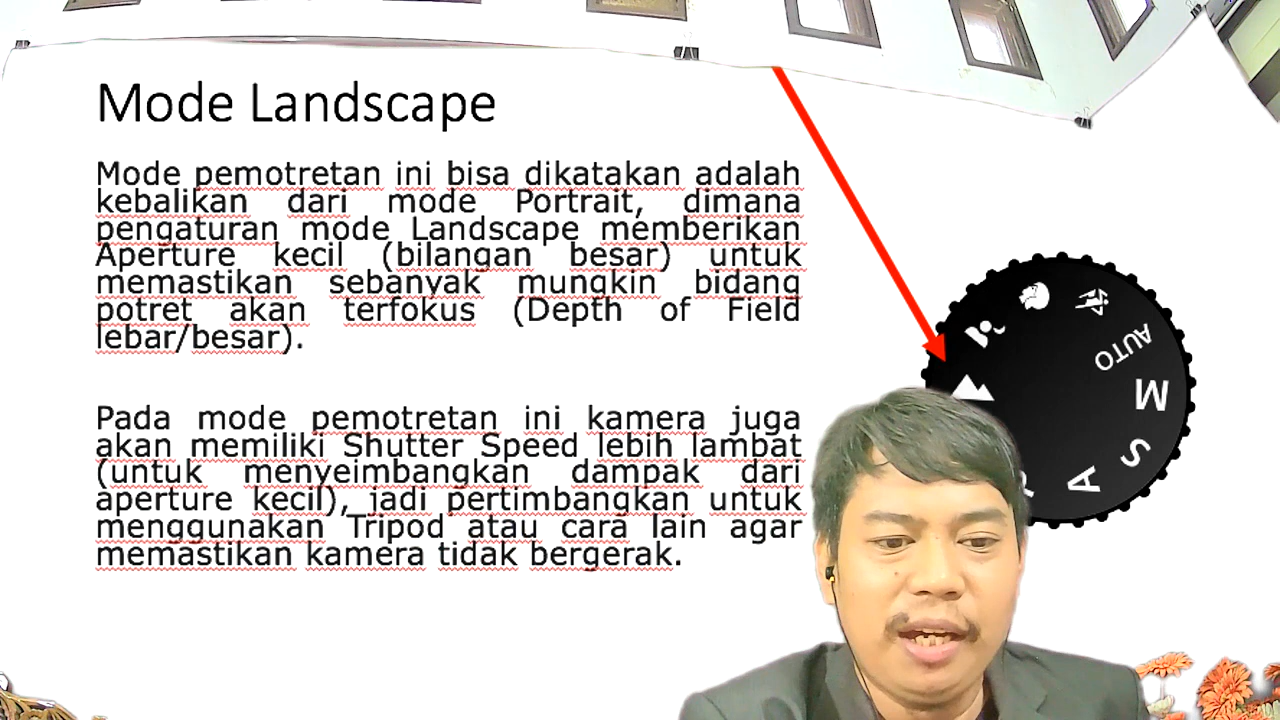 Mode Landscape
Mode pemotretan ini bisa dikatakan adalah
kebalikan dari mode Portrait, dimana
pengaturan mode Landscape memberikan
Aperture kecil (bilangan besar) untuk
memastikan sebanyak mungkin bidang
potret akan terfokus (Depth of Field
lebar/besar).
Pada mode pemotretan ini kamera juga
akan memiliki Shutter Speed lebih lambat
(untuk menyeimbangkan dampak dari
aperture kecil), jadi pertimbangkan untuk
menggunakan Tripod atau cara lain agar
memastikan kamera tidak bergerak.
AUTO
M
S
A